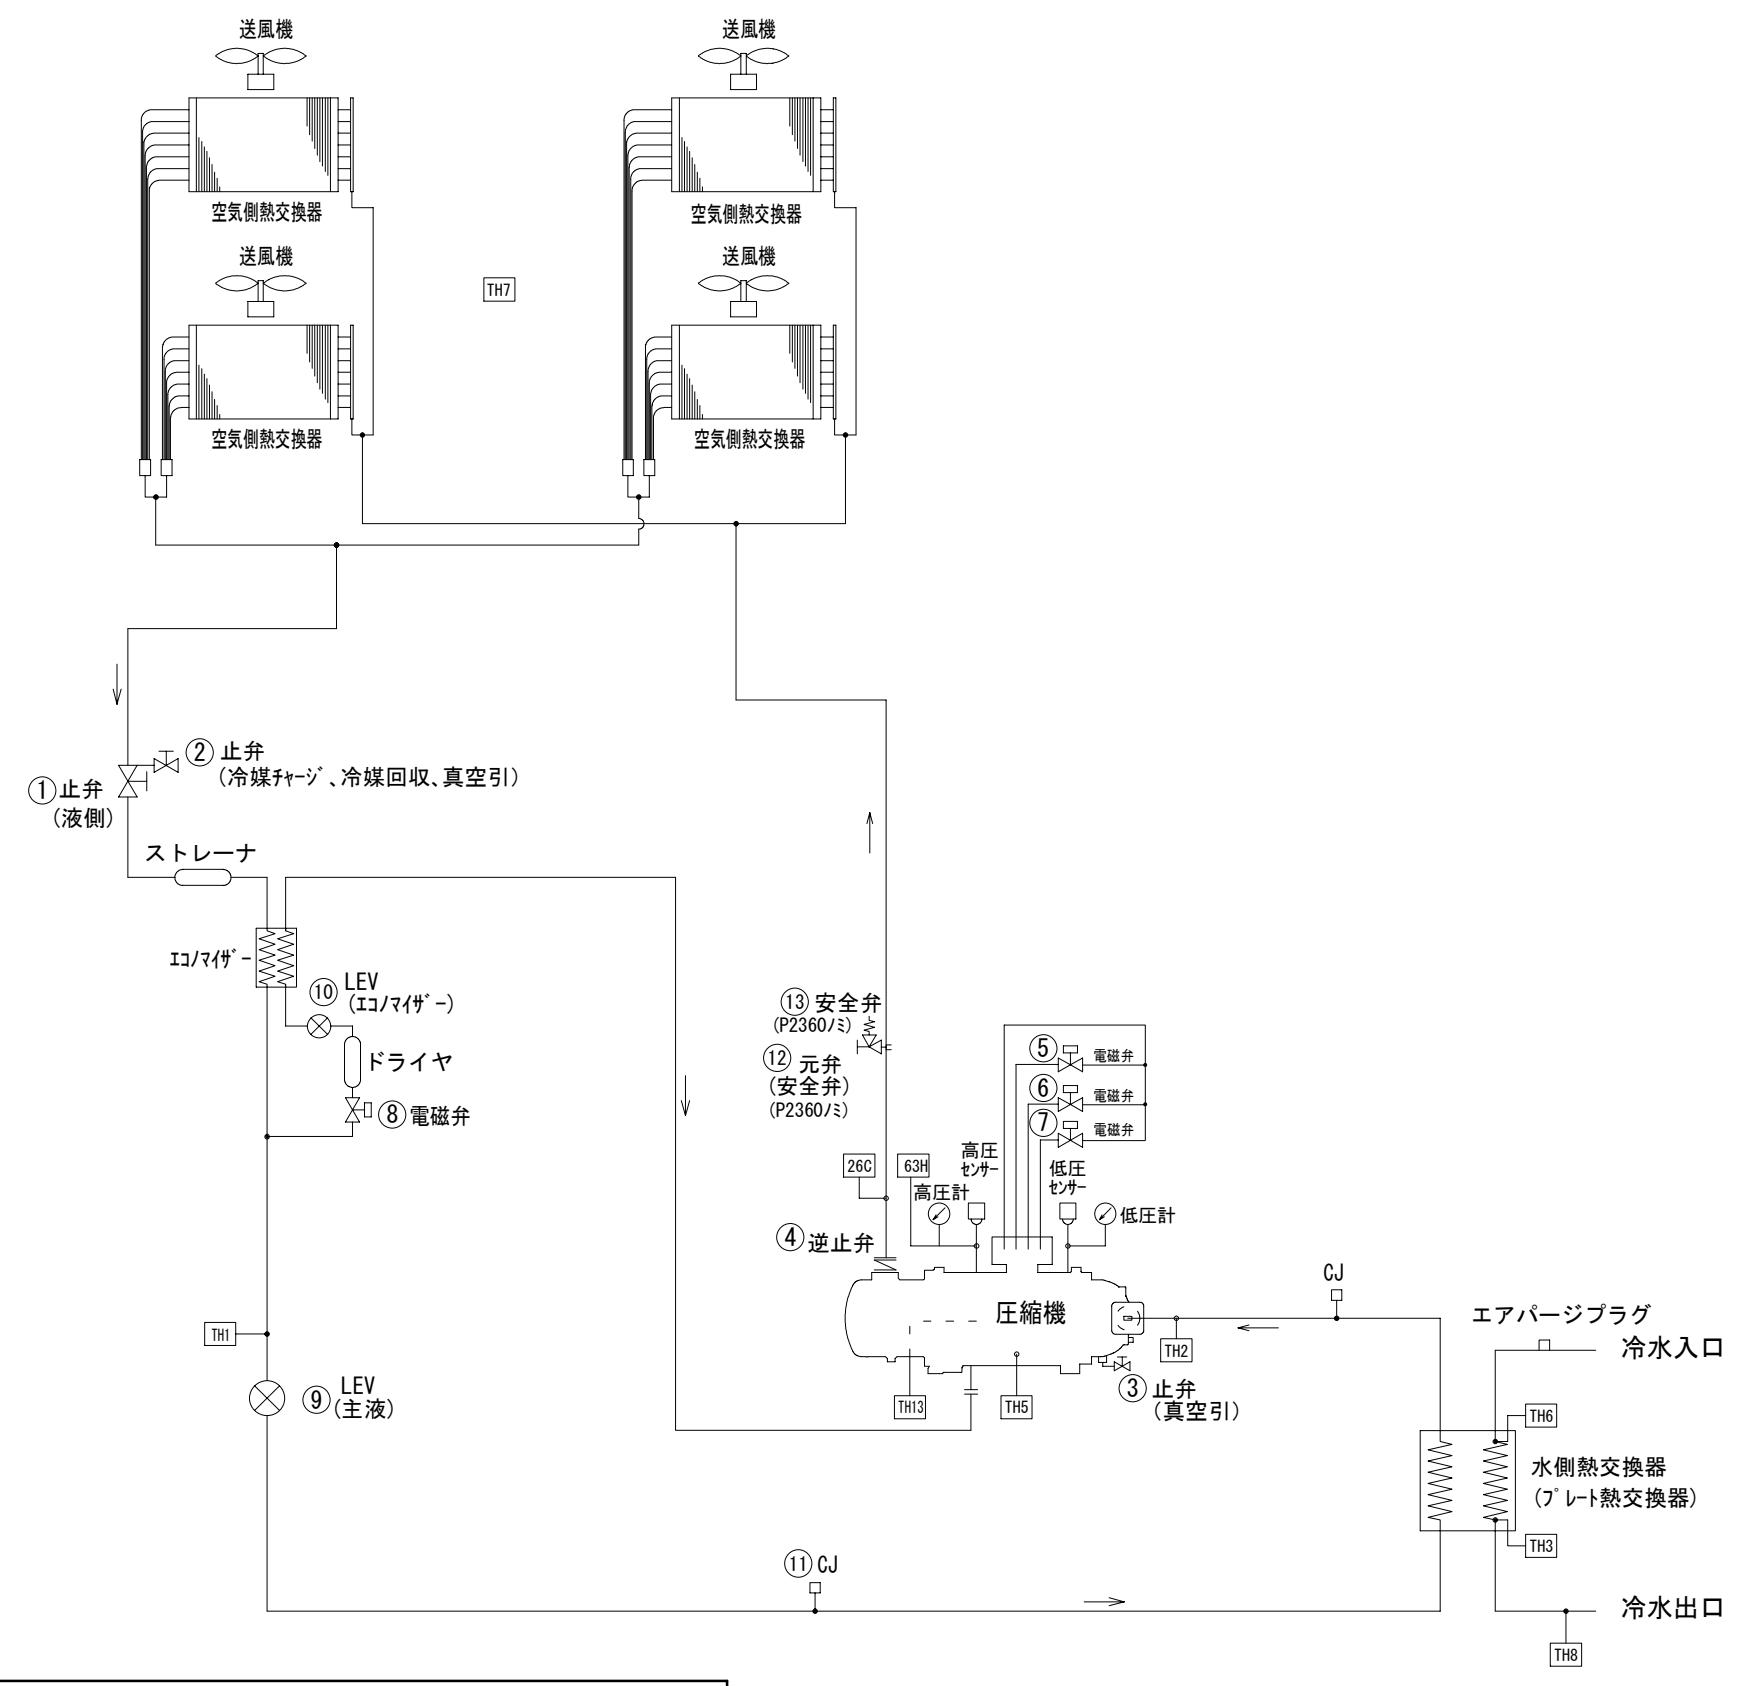 送風機
送風機
空気側熱交換器
空気側熱交換器
送風機
送風機
TH7
空気側熱交換器
空気側熱交換器
②止弁
(冷媒ﾁｬｰｼﾞ、冷媒回収、真空引)
①止弁
(液側)
ストレーナ
ｴｺﾉﾏｲｻﾞｰ
⑩LEV
(ｴｺﾉﾏｲｻﾞｰ)
ドライヤ
⑧電磁弁
⑬安全弁
(P236０ﾉﾐ)
⑫元弁
(安全弁)
(P2360ﾉﾐ)
⑤電磁弁
⑥電磁弁
⑦電磁弁
26C
63H
高圧
ｾﾝｻｰ
低圧
ｾﾝｻｰ
高圧計
低圧計
④逆止弁
圧縮機
CJ
エアパージプラグ
冷水入口
TH1
TH2
TH13
TH5
③止弁
(真空引)
⑨LEV
(主液)
TH6
水側熱交換器
(ﾌﾟﾚｰﾄ熱交換器)
TH3
⑪CJ
冷水出口
TH8